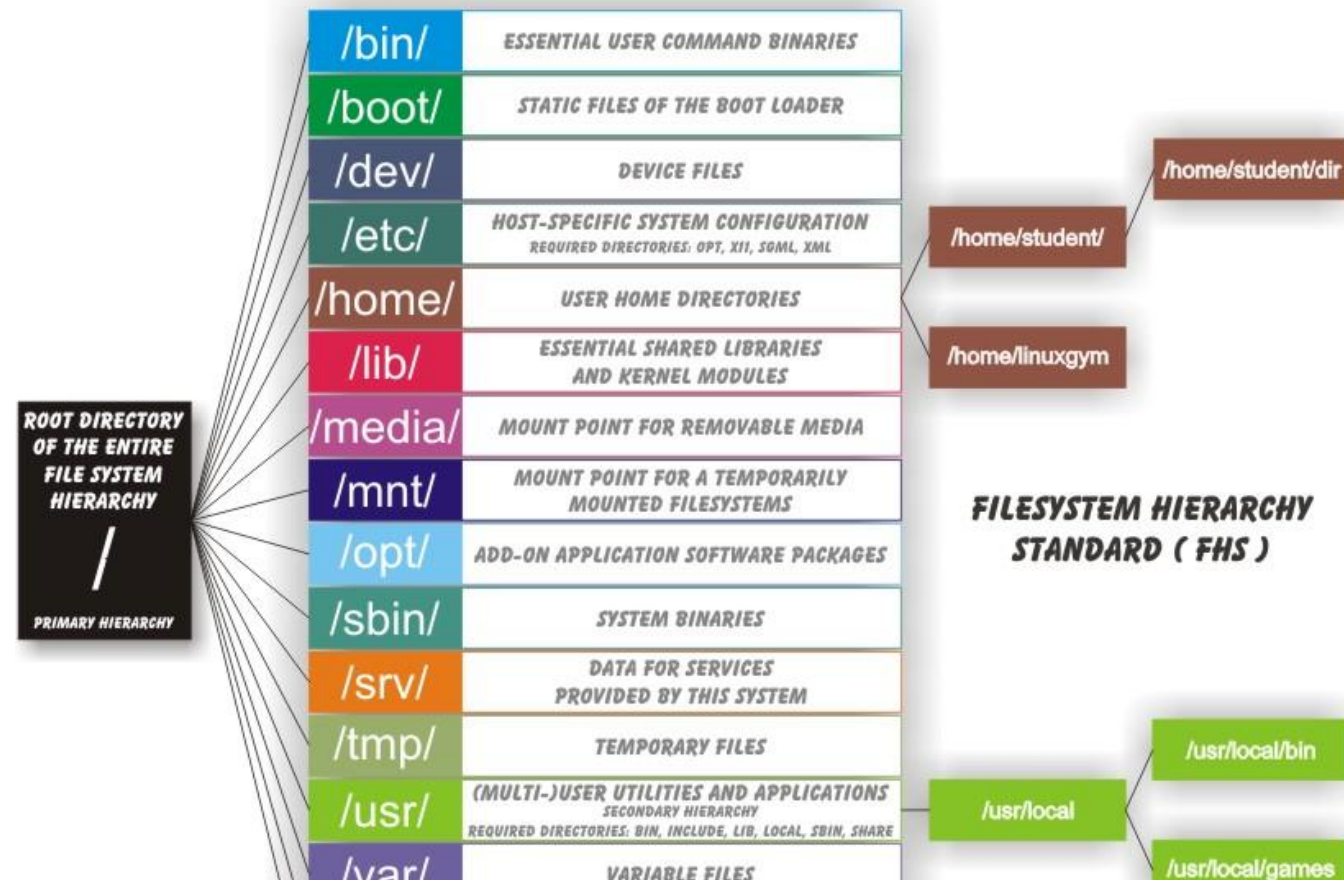 ROOT DIRECTORY
OF THE ENTIRE
FILE SYSTEM
HIERARCHY
/
PRIMARY HIERARCHY
/bin/
ESSENTIAL USER COMMAND BINARIES
/boot/
STATIC FILES OF THE BOOT LOADER
/dev/
DEVICE FILES
/etc/
HOST-SPECIFIC SYSTEM CONFIGURATION
REQUIRED DIRECTORIES: OPT, XII, SGML, XML
/home/
USER HOME DIRECTORIES
/home/student/
/home/student/dir
/home/linuxgym
/lib/
ESSENTIAL SHARED LIBRARIES
AND KERNEL MODULES
/media/
MOUNT POINT FOR REMOVABLE MEDIA
/mnt/
MOUNT POINT FOR A TEMPORARILY
MOUNTED FILESYSTEMS
/opt/
ADD-ON APPLICATION SOFTWARE PACKAGES
/sbin/
SYSTEM BINARIES
/srv/
DATA FOR SERVICES
PROVIDED BY THIS SYSTEM
/tmp/
TEMPORARY FILES
/usr/
(MULTI-)USER UTILITIES AND APPLICATIONS
SECONDARY HIERARCHY
REQUIRED DIRECTORIES: BIN, INCLUDE, LIB, LOCAL, SBIN, SHARE
/usr/local
/usr/local/bin
/usr/local/games
/var/
VARIABLE FILES
FILESYSTEM HIERARCHY
STANDARD ( FHS )